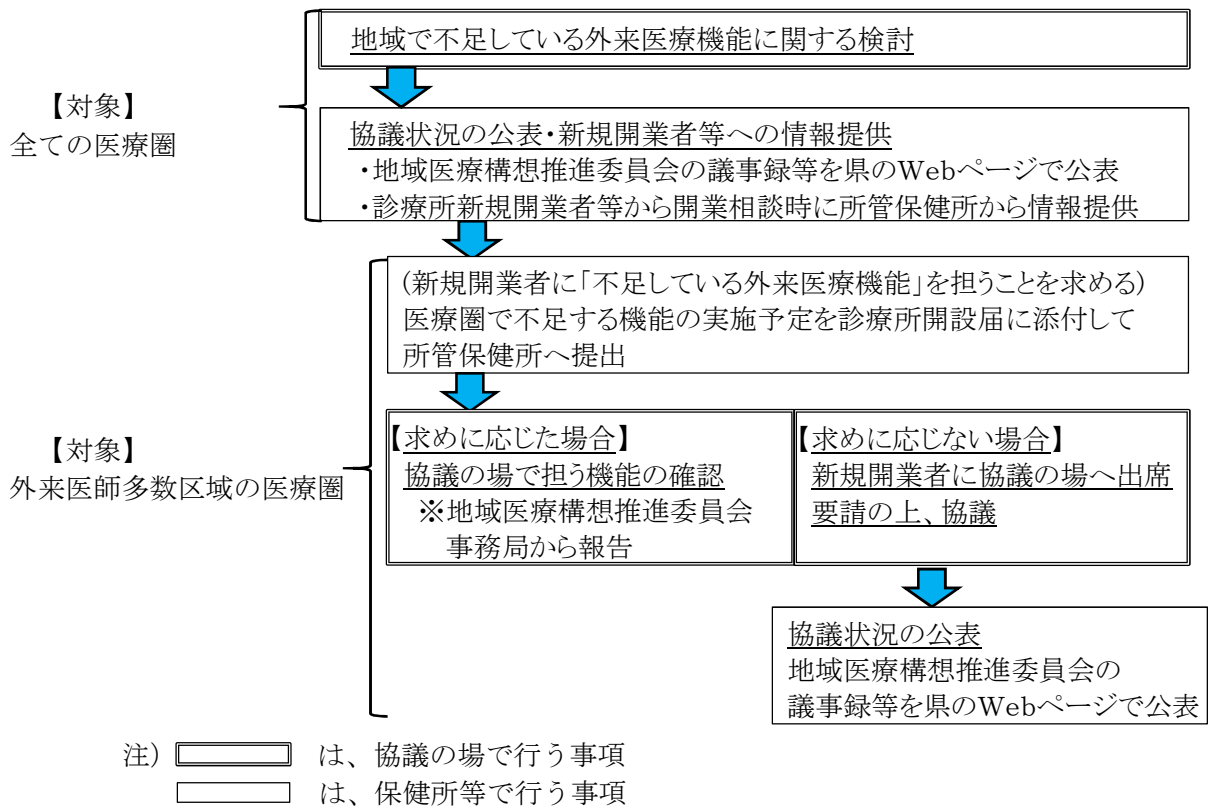 地域で不足している外来医療機能に関する検討
【対象】
全ての医療圏
協議状況の公表・新規開業者等への情報提供
・地域医療構想推進委員会の議事録等を県のWebページで公表
・診療所新規開業者等から開業相談時に所管保健所から情報提供
(新規開業者に「不足している外来医療機能」を担うことを求める)
医療圏で不足する機能の実施予定を診療所開設届に添付して
所管保健所へ提出
【対象】
外来医師多数区域の医療圏
【求めに応じた場合】
協議の場で担う機能の確認
※地域医療構想推進委員会
事務局から報告
【求めに応じない場合】
新規開業者に協議の場へ出席
要請の上、協議
協議状況の公表
地域医療構想推進委員会の
議事録等を県のWebページで公表
注) は、協議の場で行う事項
は、保健所等で行う事項